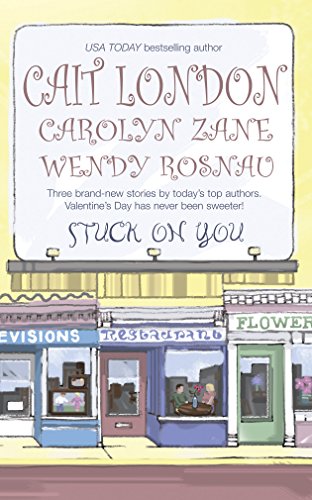 USA TODAY bestselling author
CAIT LONDON
CAROLYN ZANE
WENDY ROSNAU
Three brand-new stories by today's top authors.
Valentine's Day has never been sweeter!
STUCK ON YOU
EVISIONS
Restaurant
FLOWER